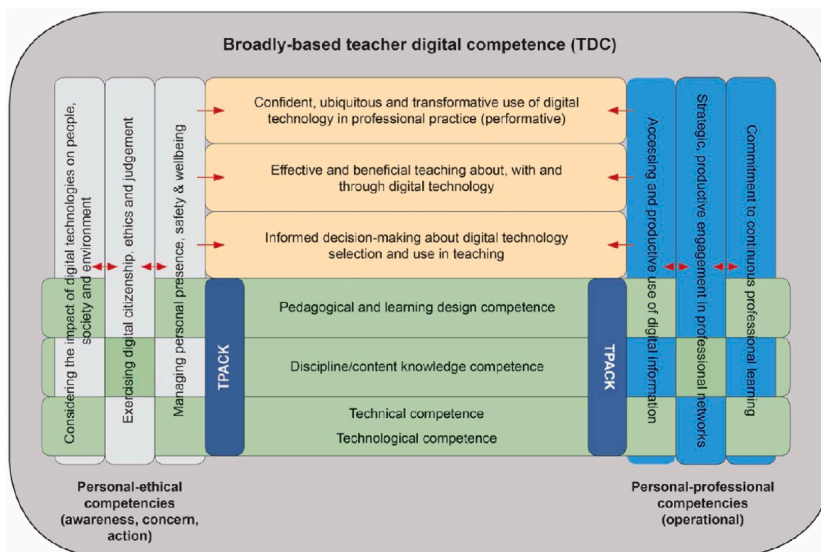 Broadly-based teacher digital competence (TDC)
Considering the impact of digital technologies on people,
society and environment
Exercising digital citizenship, ethics and judgement
Managing personal presence, safety & wellbeing
Confident, ubiquitous and transformative use of digital
technology in professional practice (performative)
Effective and beneficial teaching about, with and
through digital technology
Informed decision-making about digital technology
selection and use in teaching
TPACK
Pedagogical and learning design competence
Discipline/content knowledge competence
Technical competence
Technological competence
TPACK
Accessing and productive use of digital information
Strategic, productive engagement in professional networks
Commitment to continuous professional learning
Personal-ethical
competencies
(awareness, concern,
action)
Personal-professional
competencies
(operational)